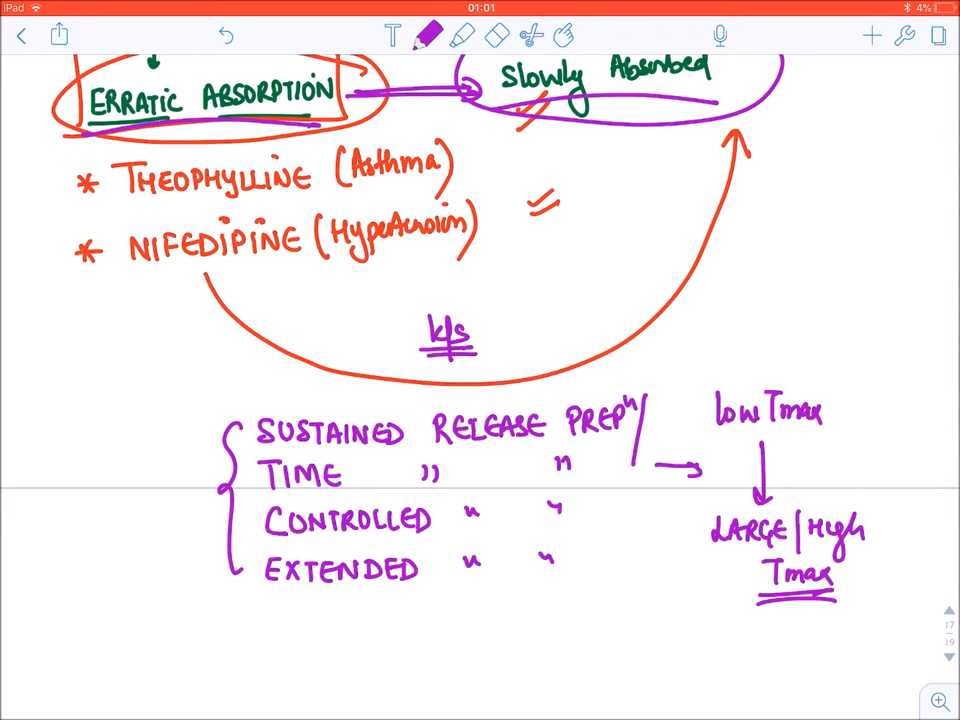 iPad
01:01
4%
T
ERRATIC ABSORPTION
Slowly Absorbed
* THEOPHYLLINE (Asthma)
* NIFEDIPINE (Hypertension)
k/s
SUSTAINED RELEASE PREPⁿ
TIME " "
CONTROLLED " "
EXTENDED " "
low Tmax
LARGE/High
Tmax
17
19